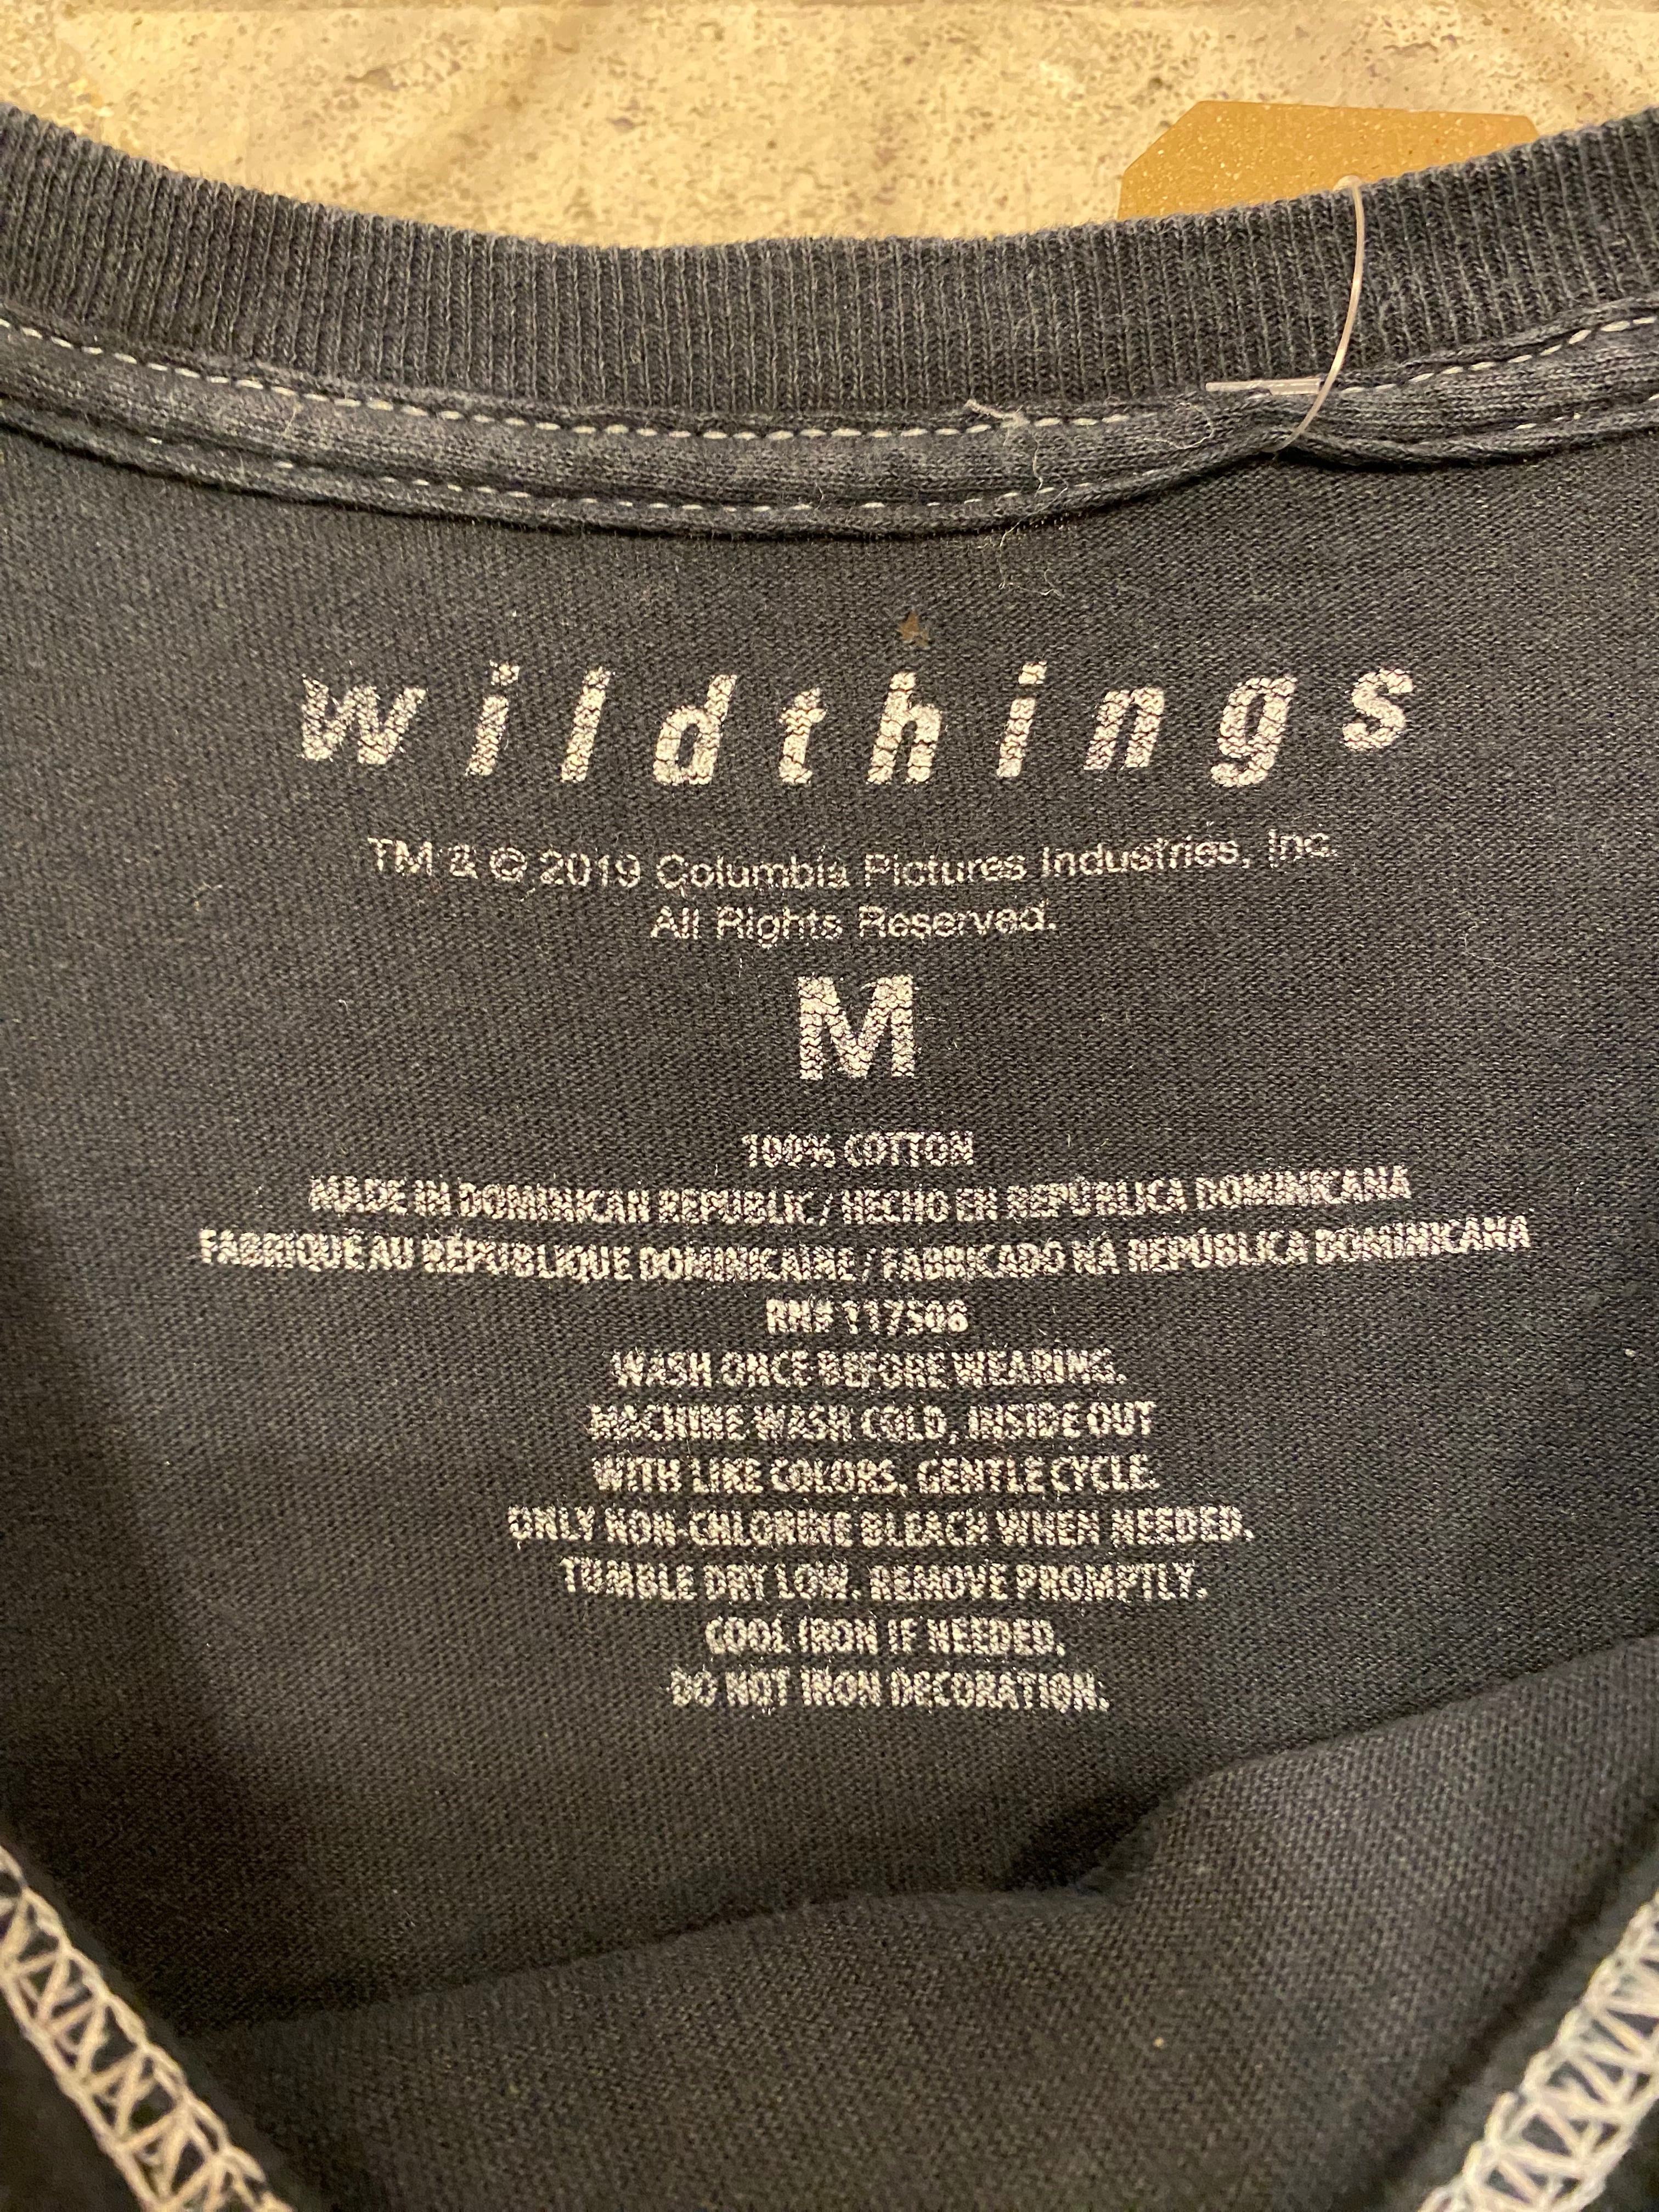 wildthings
TM & © 2019 Columbia Pictures Industries, Inc.
All Rights Reserved.
M
100% COTTON
MADE IN DOMINICAN REPUBLIC / HECHO EN REPÚBLICA DOMINICANA
FABRIQUÉ AU RÉPUBLIQUE DOMINICAINE / FABRICADO NA REPÚBLICA DOMINICANA
RN# 117508
WASH ONCE BEFORE WEARING.
MACHINE WASH COLD, INSIDE OUT
WITH LIKE COLORS, GENTLE CYCLE.
ONLY NON-CHLORINE BLEACH WHEN NEEDED.
TUMBLE DRY LOW. REMOVE PROMPTLY.
COOL IRON IF NEEDED.
DO NOT IRON DECORATION.